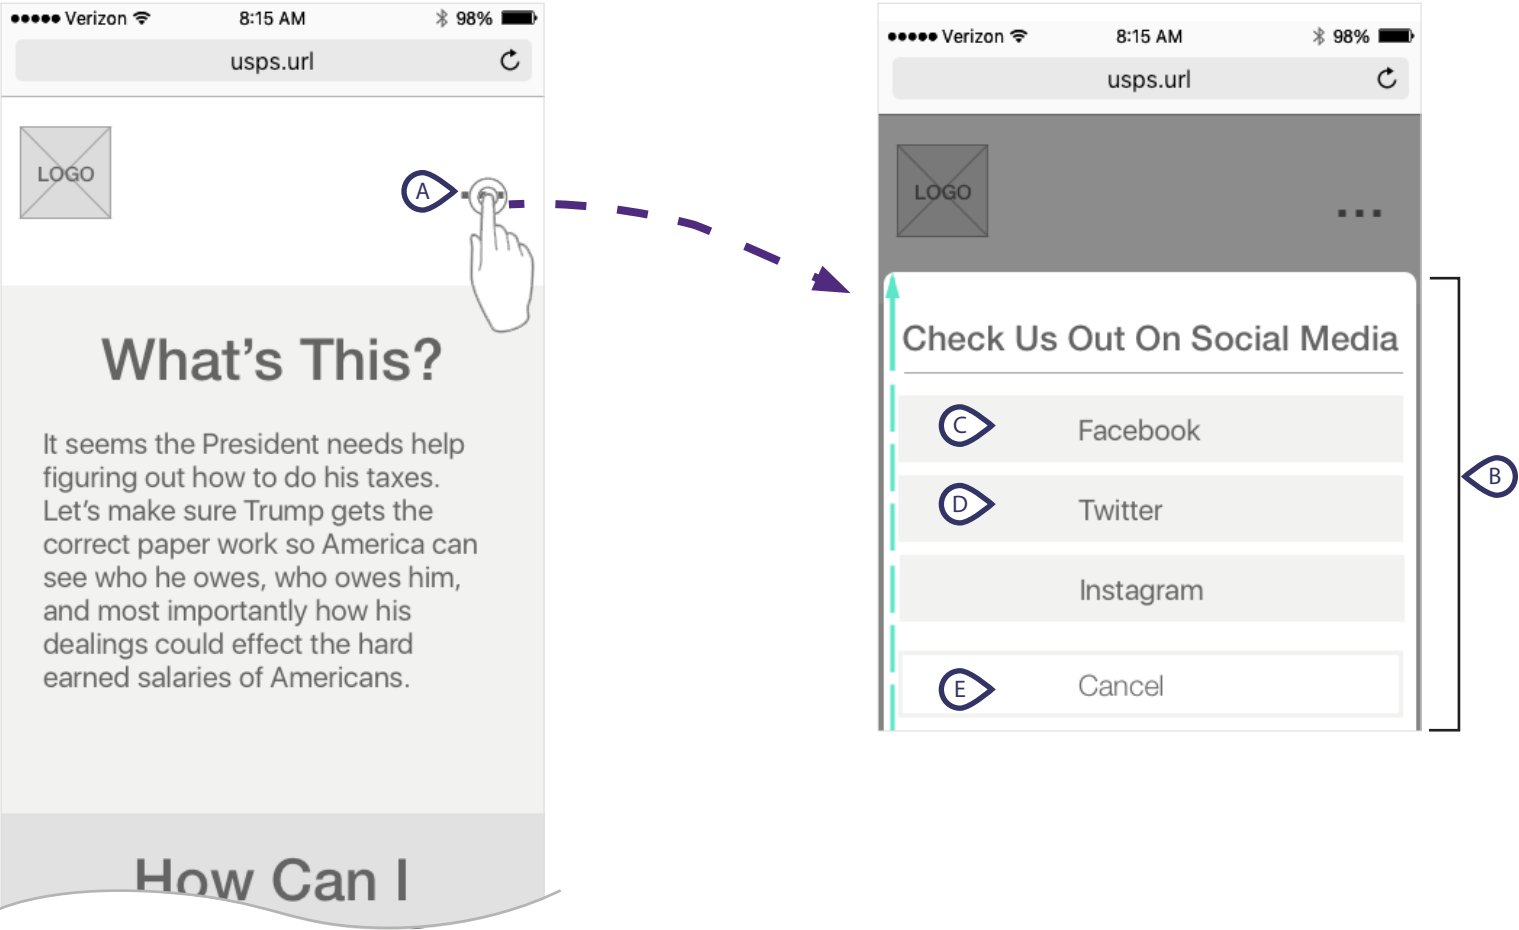 Verizon 8:15 AM 98%
usps.url
LOGO
A
What's This?
It seems the President needs help
figuring out how to do his taxes.
Let's make sure Trump gets the
correct paper work so America can
see who he owes, who owes him,
and most importantly how his
dealings could effect the hard
earned salaries of Americans.
How Can I
Verizon 8:15 AM 98%
usps.url
LOGO
...
Check Us Out On Social Media
C Facebook
D Twitter
Instagram
E Cancel
B